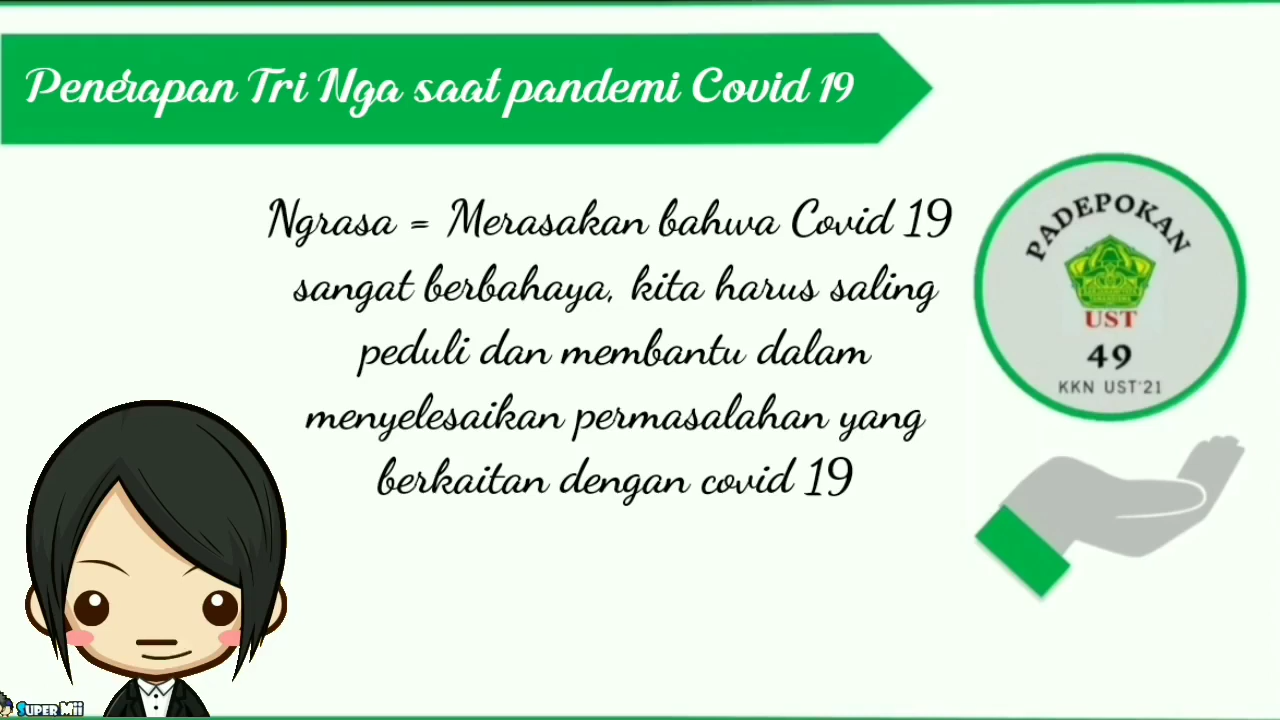 Penerapan Tri Nga saat pandemi Covid 19
Ngrasa = Merasakan bahwa Covid 19
sangat berbahaya, kita harus saling
peduli dan membantu dalam
menyelesaikan permasalahan yang
berkaitan dengan covid 19
PADEPOKAN
UST
49
KKN UST'21
SUPER MII